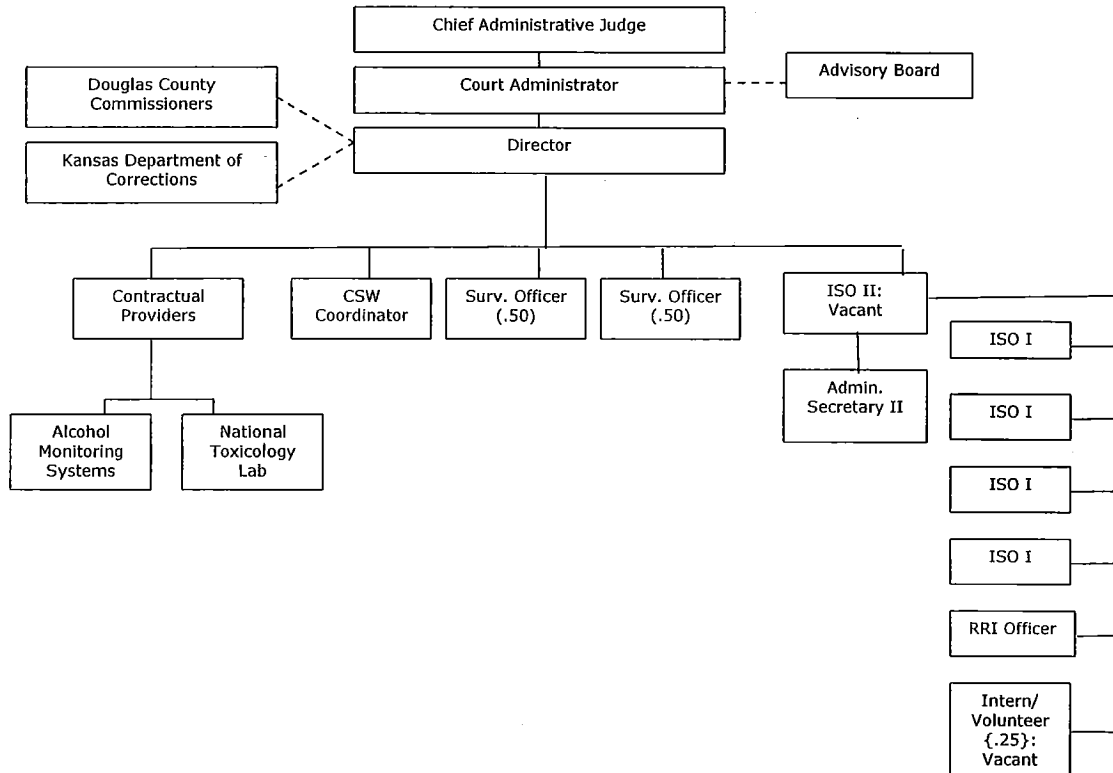 Chief Administrative Judge
Douglas County
Commissioners
Court Administrator
Advisory Board
Kansas Department of
Corrections
Director
Contractual
Providers
CSW
Coordinator
Surv. Officer
(.50)
Surv. Officer
(.50)
ISO II:
Vacant
Admin.
Secretary II
Alcohol
Monitoring
Systems
National
Toxicology
Lab
ISO I
ISO I
ISO I
ISO I
RRI Officer
Intern/
Volunteer
{.25}:
Vacant